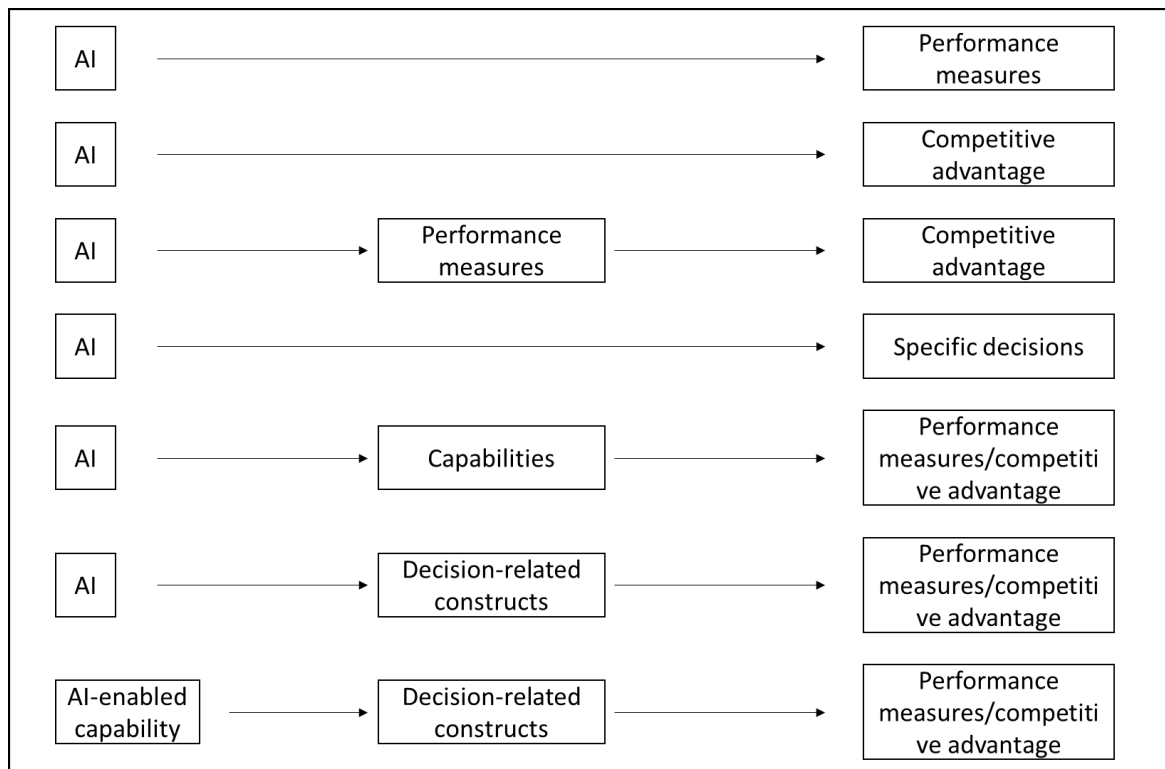 AI
Performance
measures
AI
Competitive
advantage
AI
Performance
measures
Competitive
advantage
AI
Specific decisions
AI
Capabilities
Performance
measures/competiti
ve advantage
AI
Decision-related
constructs
Performance
measures/competiti
ve advantage
AI-enabled
capability
Decision-related
constructs
Performance
measures/competiti
ve advantage